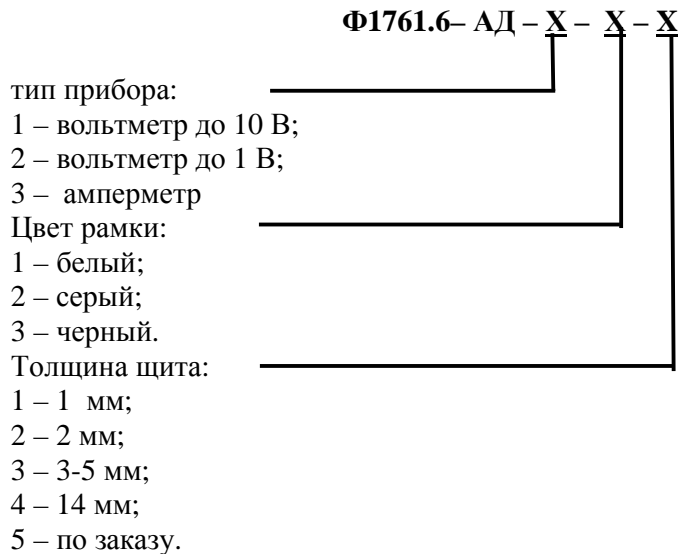 Ф1761.6– АД – Х – Х – Х
тип прибора:
1 – вольтметр до 10 В;
2 – вольтметр до 1 В;
3 – амперметр
Цвет рамки:
1 – белый;
2 – серый;
3 – черный.
Толщина щита:
1 – 1 мм;
2 – 2 мм;
3 – 3-5 мм;
4 – 14 мм;
5 – по заказу.